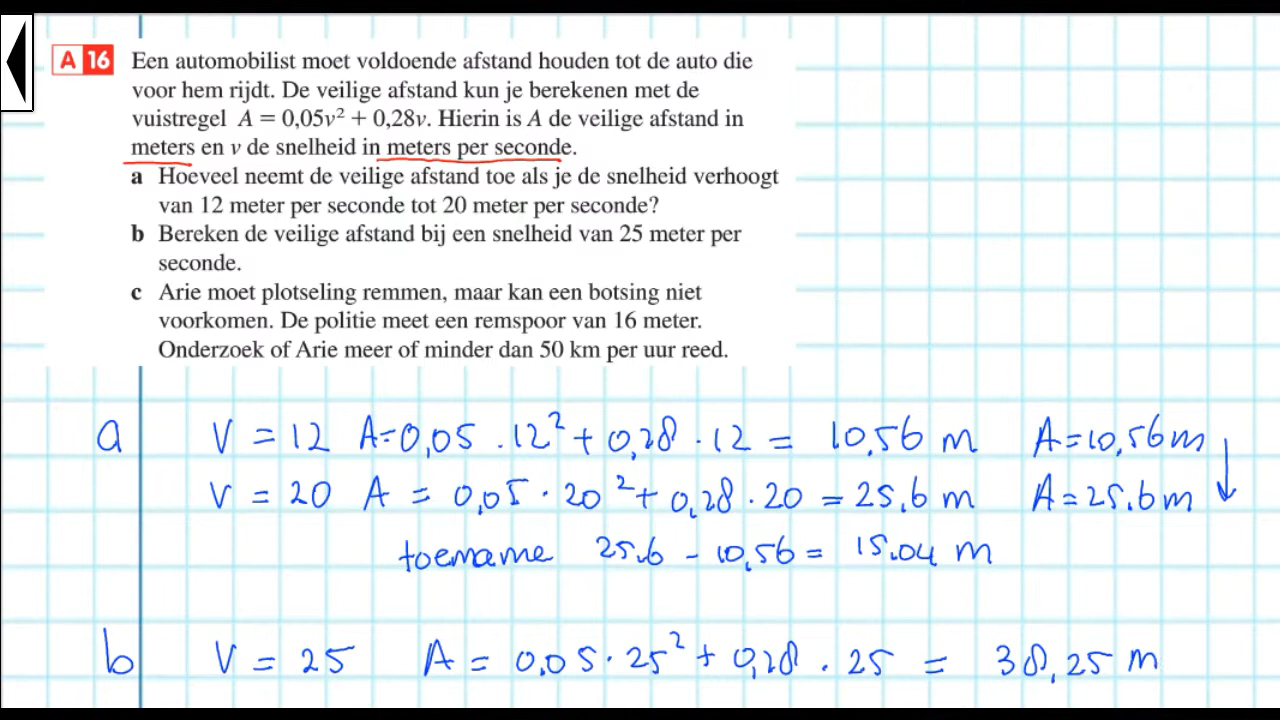 A 16 Een automobilist moet voldoende afstand houden tot de auto die
voor hem rijdt. De veilige afstand kun je berekenen met de
vuistregel A = 0,05v² + 0,28v. Hierin is A de veilige afstand in
meters en v de snelheid in meters per seconde.
a Hoeveel neemt de veilige afstand toe als je de snelheid verhoogt
van 12 meter per seconde tot 20 meter per seconde?
b Bereken de veilige afstand bij een snelheid van 25 meter per
seconde.
c Arie moet plotseling remmen, maar kan een botsing niet
voorkomen. De politie meet een remspoor van 16 meter.
Onderzoek of Arie meer of minder dan 50 km per uur reed.
a V = 12 A=0,05 · 12² + 0,28 · 12 = 10,56 m A=10,56m
V = 20 A = 0,05 · 20² + 0,28 · 20 = 25,6 m A=25,6m
toename 25,6 - 10,56 = 15,04 m
b V = 25 A = 0,05 · 25² + 0,28 · 25 = 38,25 m